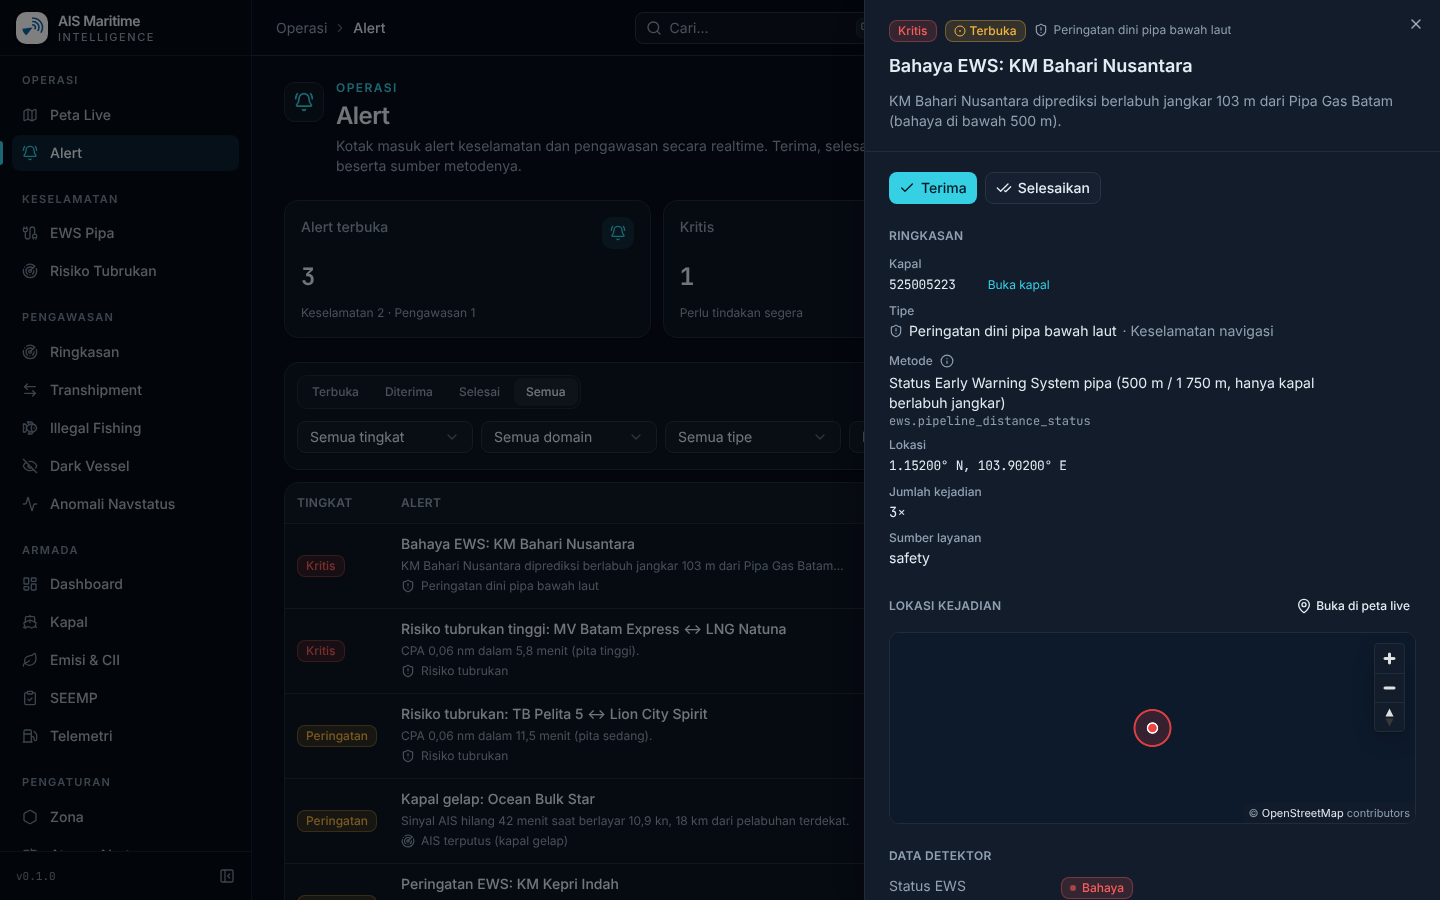 AIS Maritime
INTELLIGENCE
OPERASI
Peta Live
Alert
KESELAMATAN
EWS Pipa
Risiko Tubrukan
PENGAWASAN
Ringkasan
Transhipment
Illegal Fishing
Dark Vessel
Anomali Navstatus
ARMADA
Dashboard
Kapal
Emisi & CII
SEEMP
Telemetri
PENGATURAN
Zona
v0.1.0
Operasi > Alert
Cari...
OPERASI
Alert
Kotak masuk alert keselamatan dan pengawasan secara realtime. Terima, selesa
beserta sumber metodenya.
Alert terbuka
3
Keselamatan 2 · Pengawasan 1
Kritis
1
Perlu tindakan segera
Terbuka Diterima Selesai Semua
Semua tingkat Semua domain Semua tipe
TINGKAT ALERT
Kritis
Bahaya EWS: KM Bahari Nusantara
KM Bahari Nusantara diprediksi berlabuh jangkar 103 m dari Pipa Gas Batam...
Peringatan dini pipa bawah laut
Kritis
Risiko tubrukan tinggi: MV Batam Express ↔ LNG Natuna
CPA 0,06 nm dalam 5,8 menit (pita tinggi).
Risiko tubrukan
Peringatan
Risiko tubrukan: TB Pelita 5 ↔ Lion City Spirit
CPA 0,06 nm dalam 11,5 menit (pita sedang).
Risiko tubrukan
Peringatan
Kapal gelap: Ocean Bulk Star
Sinyal AIS hilang 42 menit saat berlayar 10,9 kn, 18 km dari pelabuhan terdekat.
AIS terputus (kapal gelap)
Peringatan EWS: KM Kepri Indah
Kritis Terbuka Peringatan dini pipa bawah laut
Bahaya EWS: KM Bahari Nusantara
KM Bahari Nusantara diprediksi berlabuh jangkar 103 m dari Pipa Gas Batam
(bahaya di bawah 500 m).
Terima Selesaikan
RINGKASAN
Kapal
525005223 Buka kapal
Tipe
Peringatan dini pipa bawah laut · Keselamatan navigasi
Metode
Status Early Warning System pipa (500 m / 1 750 m, hanya kapal
berlabuh jangkar)
ews.pipeline_distance_status
Lokasi
1.15200° N, 103.90200° E
Jumlah kejadian
3×
Sumber layanan
safety
LOKASI KEJADIAN Buka di peta live
© OpenStreetMap contributors
DATA DETEKTOR
Status EWS Bahaya